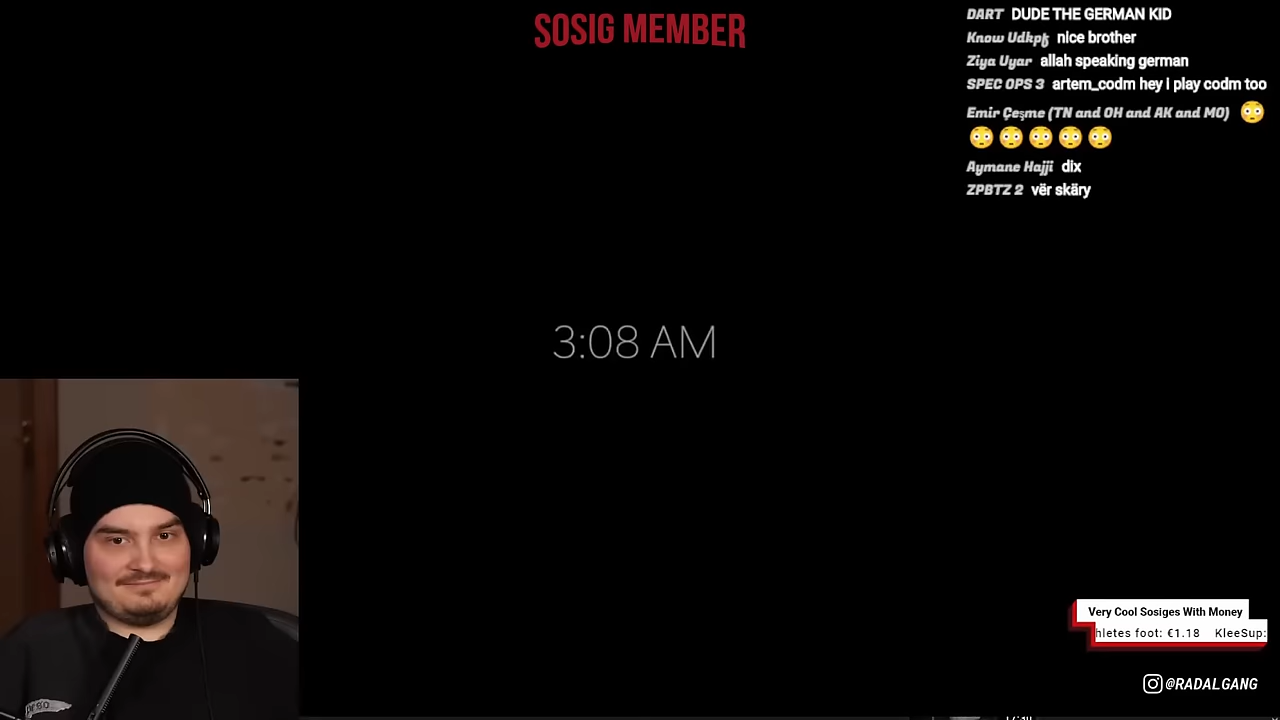 SOSIG MEMBER
DART DUDE THE GERMAN KID
Know Udkpf nice brother
Ziya Uyar allah speaking german
SPEC OPS 3 artem_codm hey i play codm too
Emir Çeşme (TN and OH and AK and MO) 😳
😳😳😳😳😳
Aymane Hajji dix
ZPBTZ 2 vër skäry
3:08 AM
Very Cool Sosiges With Money
hletes foot: €1.18 KleeSup:
@RADALGANG